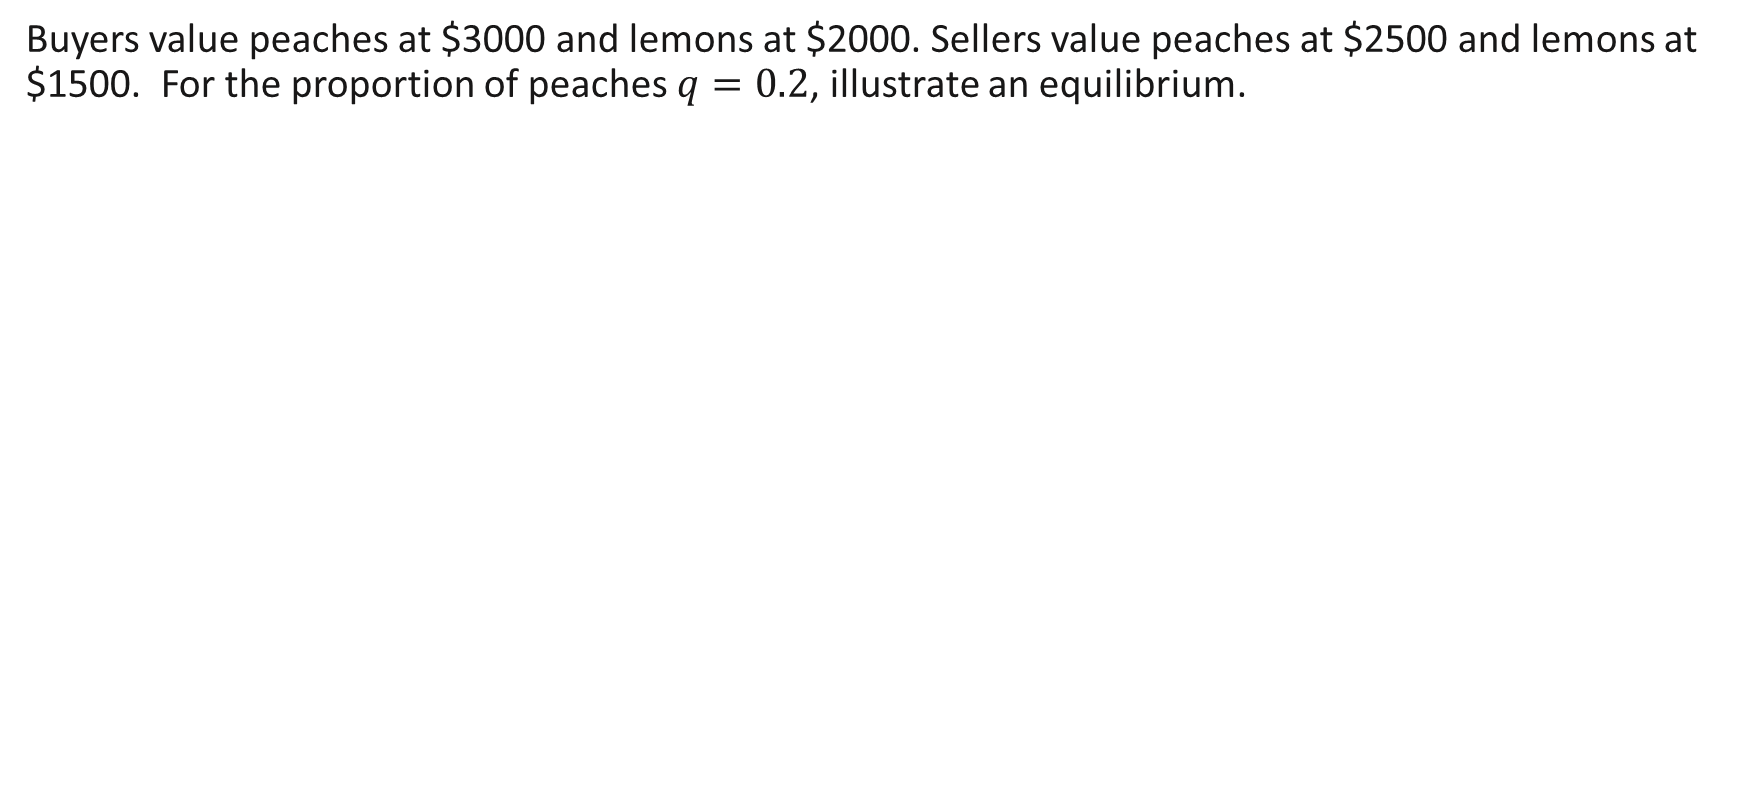 Buyers value peaches at $3000 and lemons at $2000. Sellers value peaches at $2500 and lemons at
$1500.  For the proportion of peaches q = 0.2, illustrate an equilibrium.